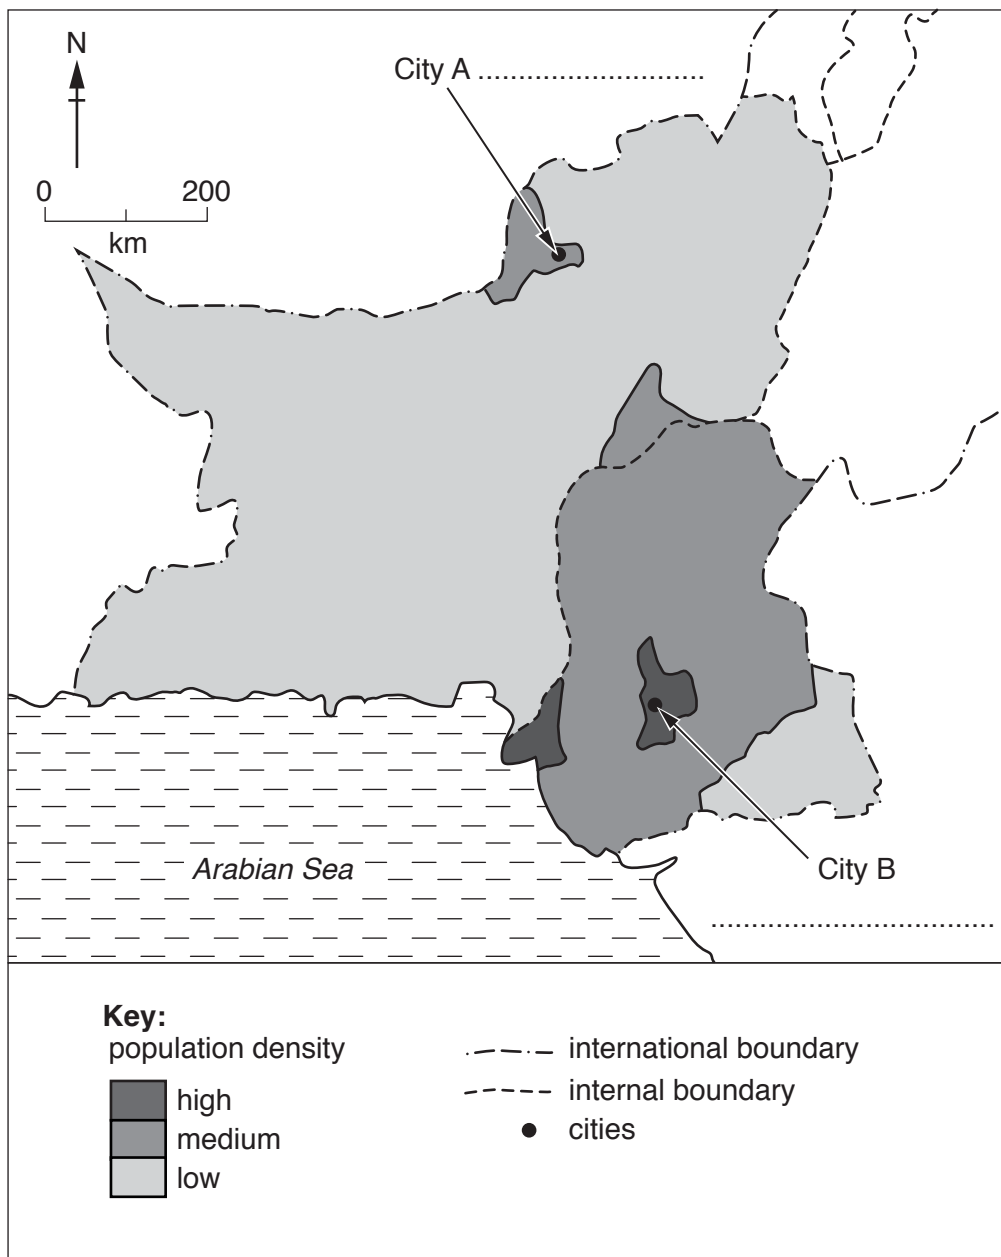 N
City A ............................
0 200
km
Arabian Sea
City B
...................................
Key:
population density
high
medium
low
international boundary
internal boundary
cities